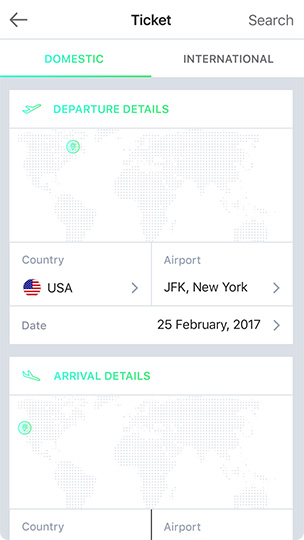 Ticket
Search
DOMESTIC
INTERNATIONAL
DEPARTURE DETAILS
Country
Airport
USA
JFK, New York
Date
25 February, 2017
ARRIVAL DETAILS
Country
Airport